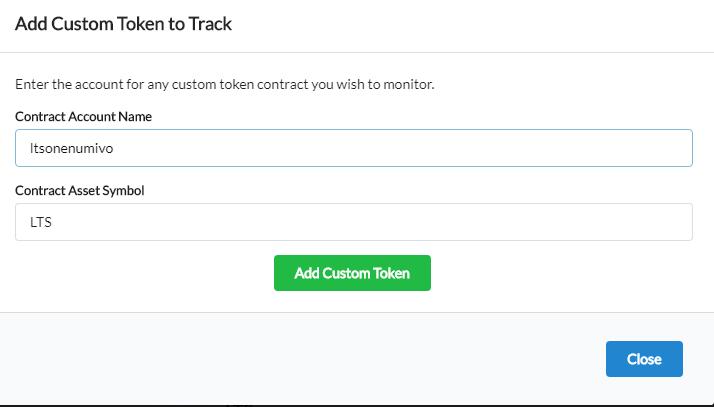 Add Custom Token to Track
Enter the account for any custom token contract you wish to monitor.
Contract Account Name
ltsonenumivo
Contract Asset Symbol
LTS
Add Custom Token
Close